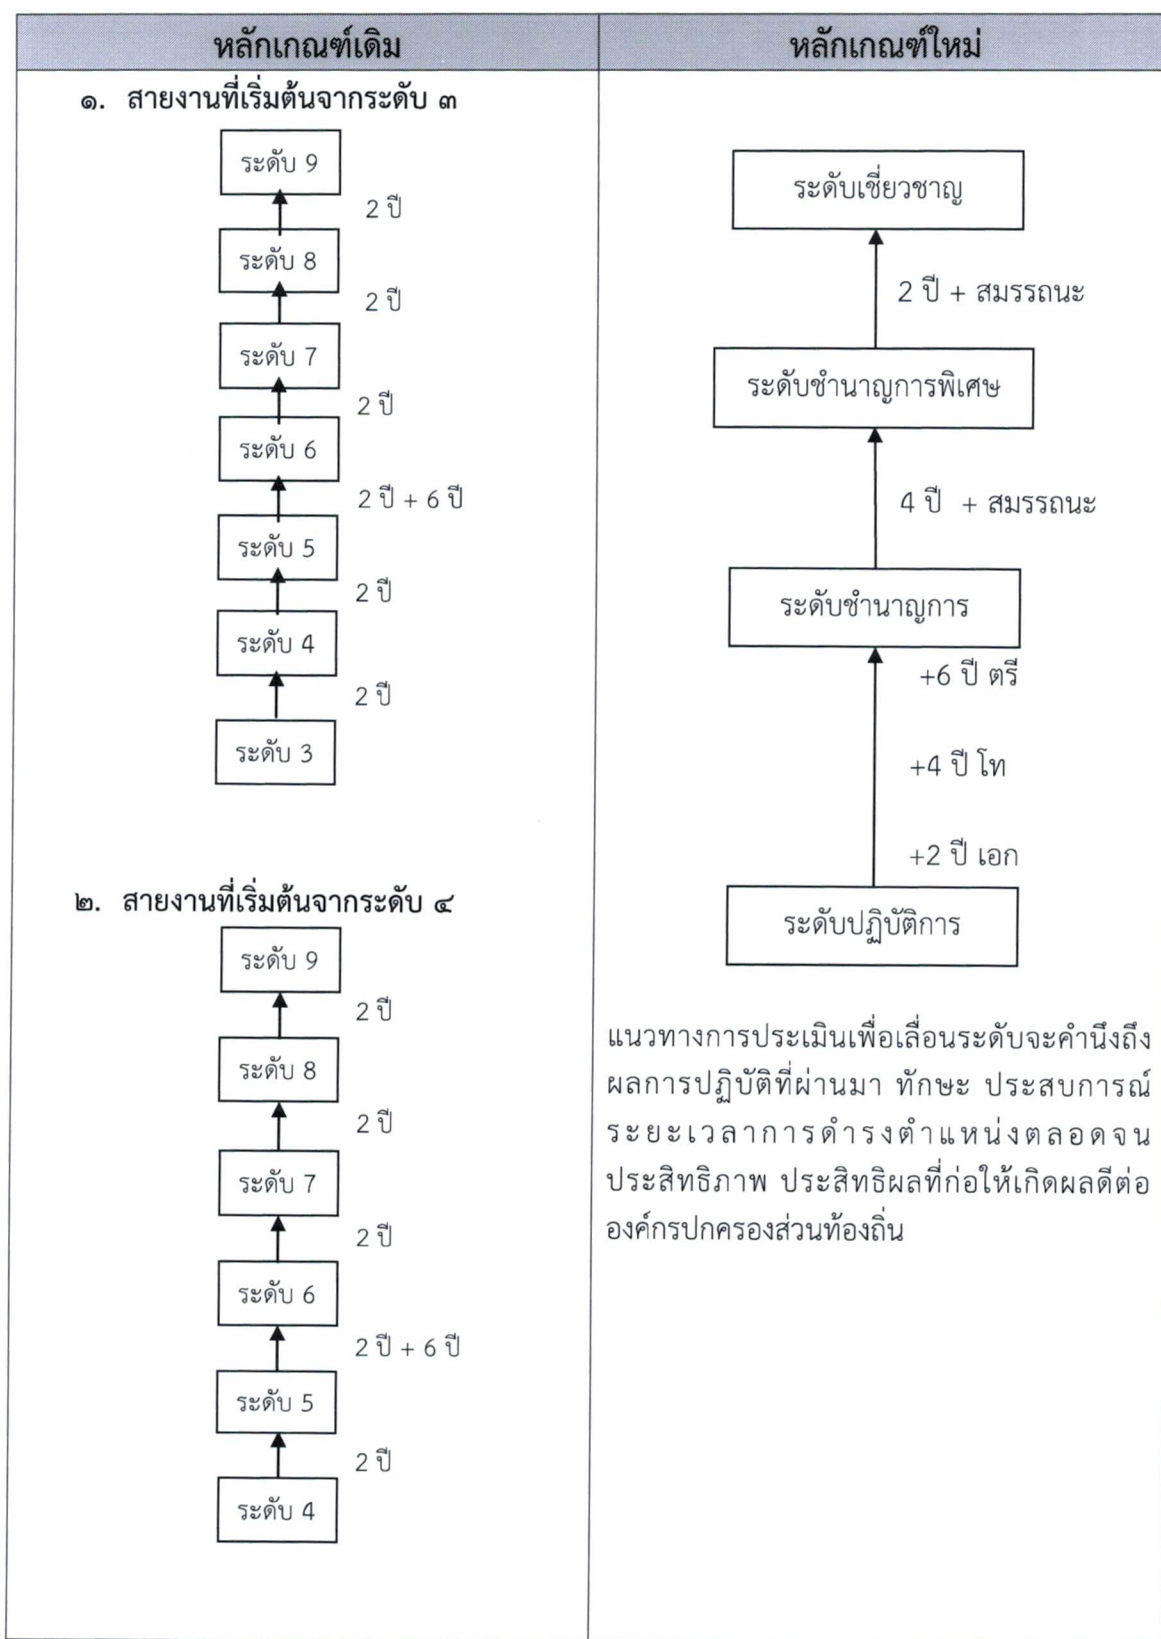 หลักเกณฑ์เดิม
หลักเกณฑ์ใหม่
๑. สายงานที่เริ่มต้นจากระดับ ๓
ระดับ 9
2 ปี
ระดับ 8
2 ปี
ระดับ 7
2 ปี
ระดับ 6
2 ปี + 6 ปี
ระดับ 5
2 ปี
ระดับ 4
2 ปี
ระดับ 3
๒. สายงานที่เริ่มต้นจากระดับ ๔
ระดับ 9
2 ปี
ระดับ 8
2 ปี
ระดับ 7
2 ปี
ระดับ 6
2 ปี + 6 ปี
ระดับ 5
2 ปี
ระดับ 4
ระดับเชี่ยวชาญ
2 ปี + สมรรถนะ
ระดับชำนาญการพิเศษ
4 ปี + สมรรถนะ
ระดับชำนาญการ
+6 ปี ตรี
+4 ปี โท
+2 ปี เอก
ระดับปฏิบัติการ
แนวทางการประเมินเพื่อเลื่อนระดับจะคำนึงถึง
ผลการปฏิบัติที่ผ่านมา ทักษะ ประสบการณ์
ระยะเวลาการดำรงตำแหน่งตลอดจน
ประสิทธิภาพ ประสิทธิผลที่ก่อให้เกิดผลดีต่อ
องค์กรปกครองส่วนท้องถิ่น